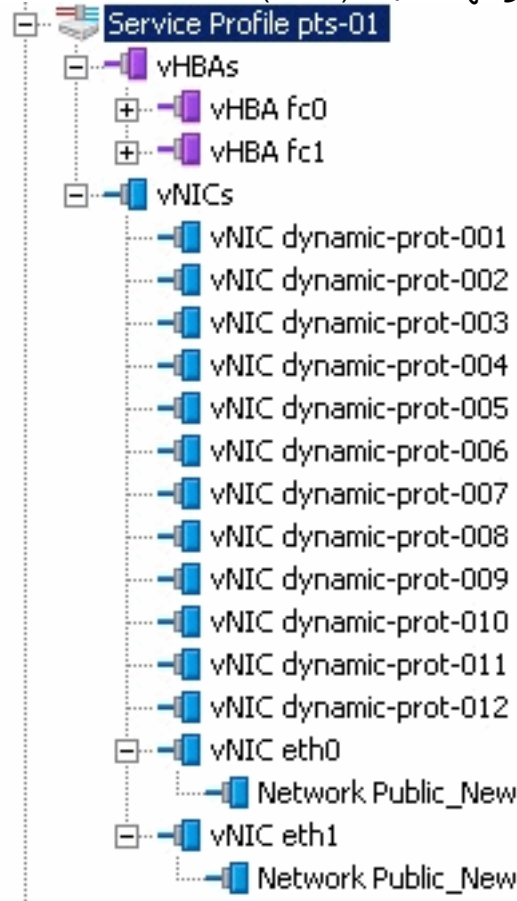 Service Profile pts-01
vHBAs
vHBA fc0
vHBA fc1
vNICs
vNIC dynamic-prot-001
vNIC dynamic-prot-002
vNIC dynamic-prot-003
vNIC dynamic-prot-004
vNIC dynamic-prot-005
vNIC dynamic-prot-006
vNIC dynamic-prot-007
vNIC dynamic-prot-008
vNIC dynamic-prot-009
vNIC dynamic-prot-010
vNIC dynamic-prot-011
vNIC dynamic-prot-012
vNIC eth0
Network Public_New
vNIC eth1
Network Public_New